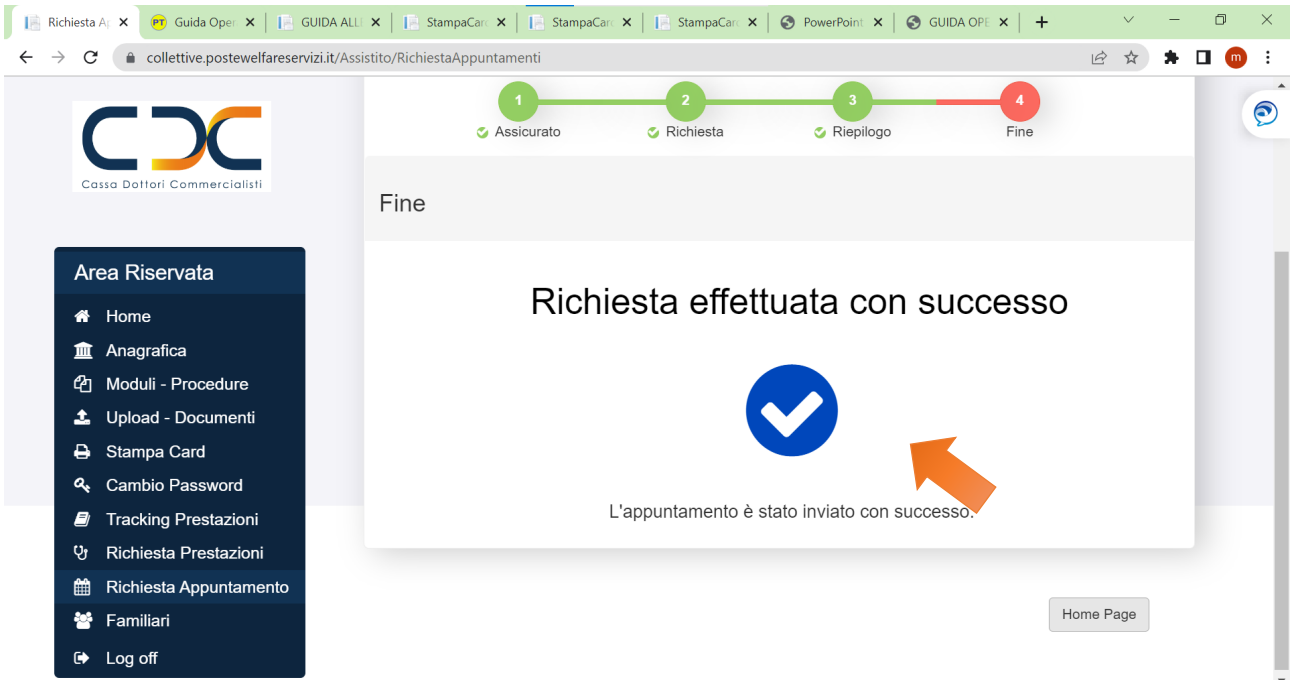 Richiesta A
PT Guida Oper
GUIDA ALL
StampaCar
StampaCar
StampaCar
PowerPoint
GUIDA OPE
collettive.postewelfareservizi.it/Assistito/RichiestaAppuntamenti
m
CDC
Cassa Dottori Commercialisti
1
2
3
4
Assicurato
Richiesta
Riepilogo
Fine
Fine
Richiesta effettuata con successo
L'appuntamento è stato inviato con successo.
Home Page
Area Riservata
Home
Anagrafica
Moduli - Procedure
Upload - Documenti
Stampa Card
Cambio Password
Tracking Prestazioni
Richiesta Prestazioni
Richiesta Appuntamento
Familiari
Log off